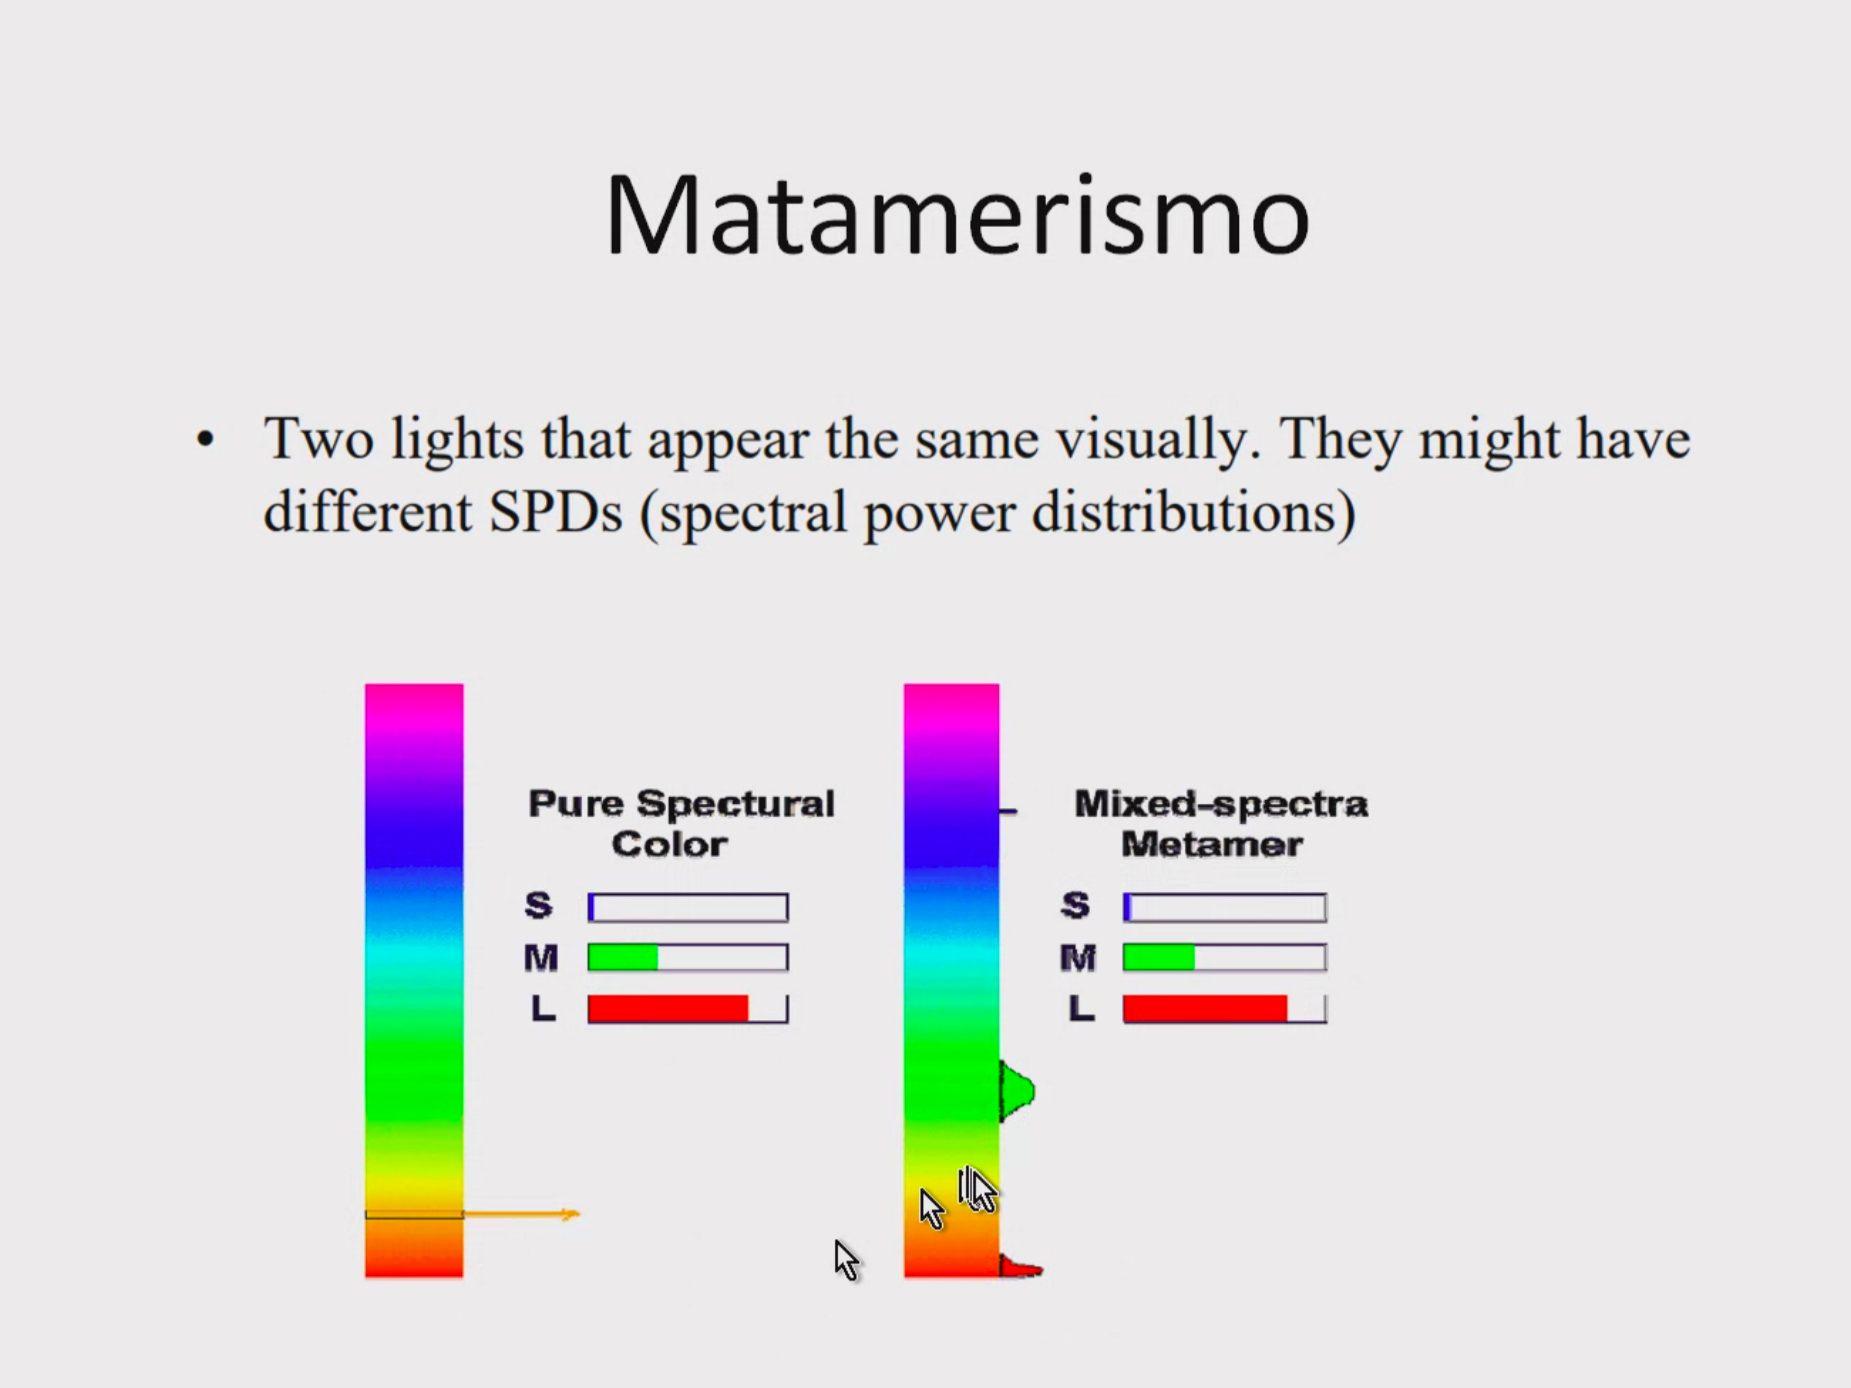 Matamerismo
• Two lights that appear the same visually. They might have
different SPDs (spectral power distributions)
Pure Spectural
Color
S
M
L
Mixed-spectra
Metamer
S
M
L